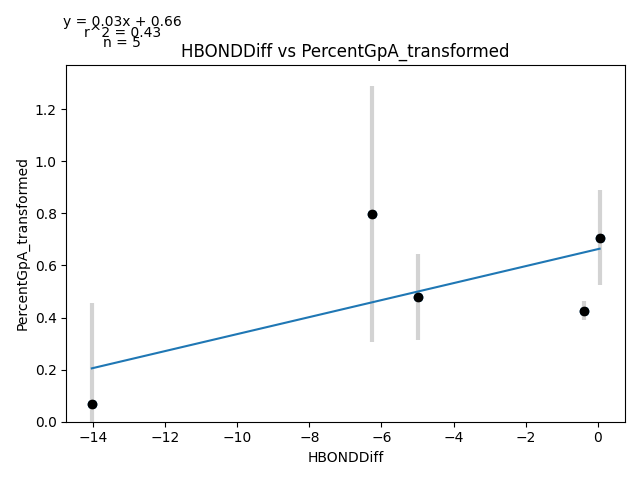 y = 0.03x + 0.66
r^2 = 0.43
n = 5
HBONDDiff vs PercentGpA_transformed
PercentGpA_transformed
1.2
1.0
0.8
0.6
0.4
0.2
0.0
−14
−12
−10
−8
−6
−4
−2
0
HBONDDiff